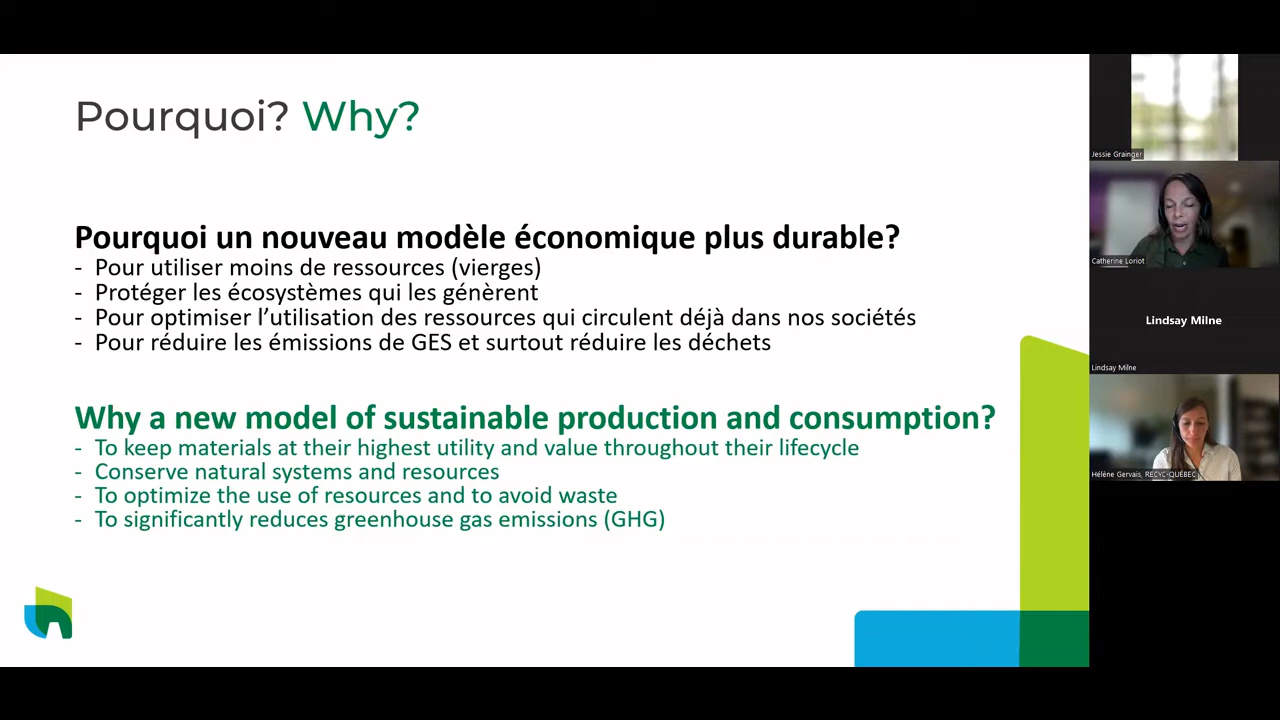 Pourquoi? Why?
Pourquoi un nouveau modèle économique plus durable?
- Pour utiliser moins de ressources (vierges)
- Protéger les écosystèmes qui les génèrent
- Pour optimiser l’utilisation des ressources qui circulent déjà dans nos sociétés
- Pour réduire les émissions de GES et surtout réduire les déchets
Why a new model of sustainable production and consumption?
- To keep materials at their highest utility and value throughout their lifecycle
- Conserve natural systems and resources
- To optimize the use of resources and to avoid waste
- To significantly reduces greenhouse gas emissions (GHG)
Jessie Grainger
Catherine Loriot
Lindsay Milne
Lindsay Milne
Hélène Gervais, RECYC-QUÉBEC